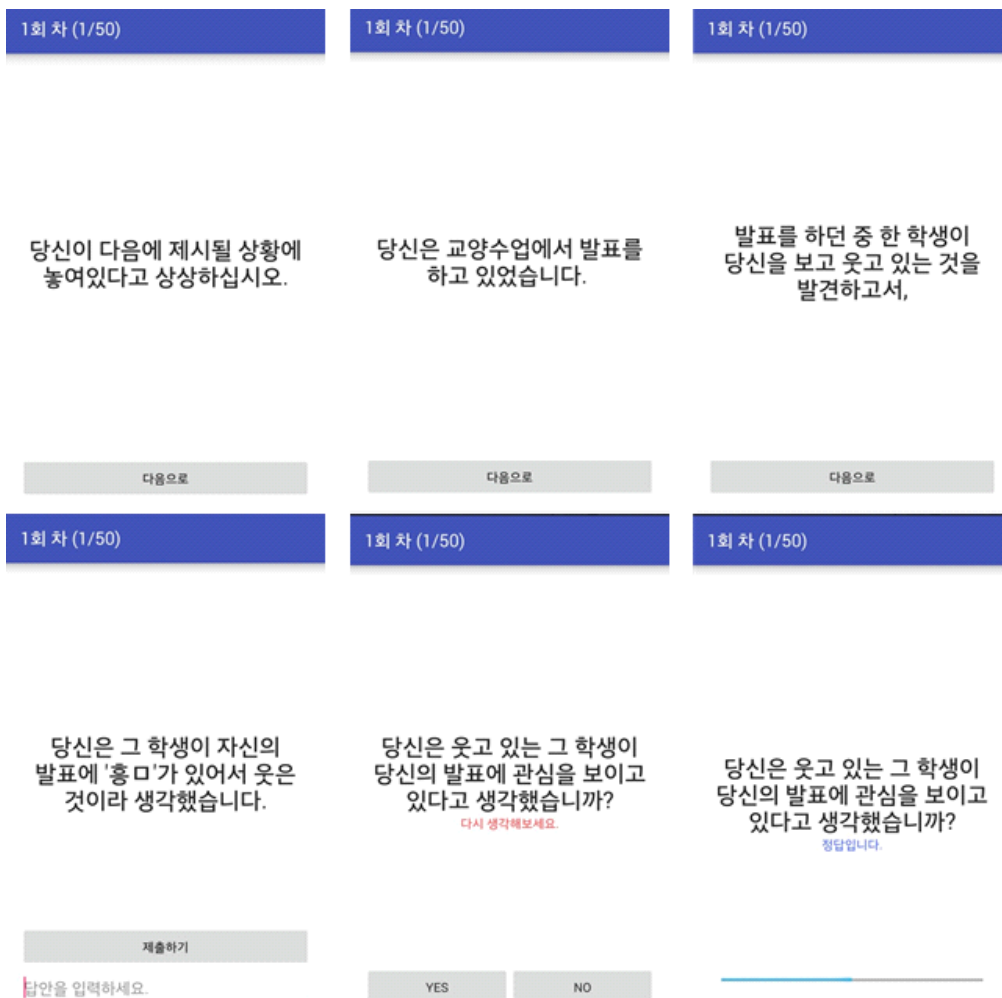 1회 차 (1/50)
당신이 다음에 제시될 상황에
놓여있다고 상상하십시오.
다음으로
1회 차 (1/50)
당신은 교양수업에서 발표를
하고 있었습니다.
다음으로
1회 차 (1/50)
발표를 하던 중 한 학생이
당신을 보고 웃고 있는 것을
발견하고서,
다음으로
1회 차 (1/50)
당신은 그 학생이 자신의
발표에 '흥ㅁ'가 있어서 웃은
것이라 생각했습니다.
제출하기
답안을 입력하세요.
1회 차 (1/50)
당신은 웃고 있는 그 학생이
당신의 발표에 관심을 보이고
있다고 생각했습니까?
다시 생각해보세요.
YES NO
1회 차 (1/50)
당신은 웃고 있는 그 학생이
당신의 발표에 관심을 보이고
있다고 생각했습니까?
정답입니다.